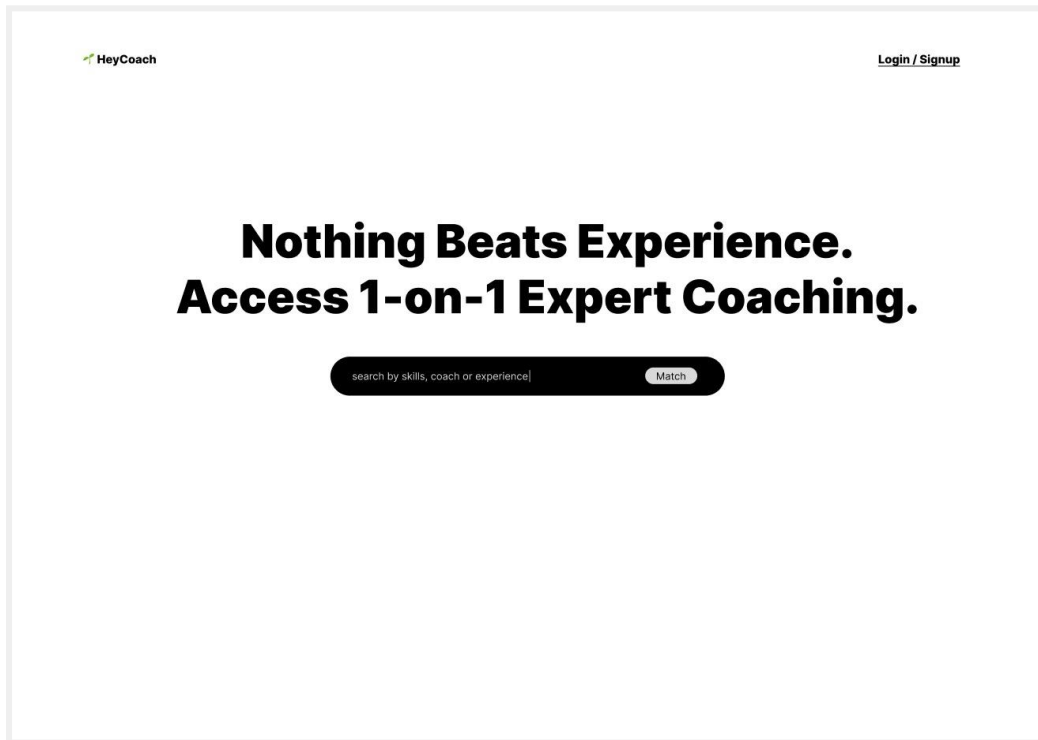 HeyCoach
Login / Signup
Nothing Beats Experience.
Access 1-on-1 Expert Coaching.
search by skills, coach or experience
Match